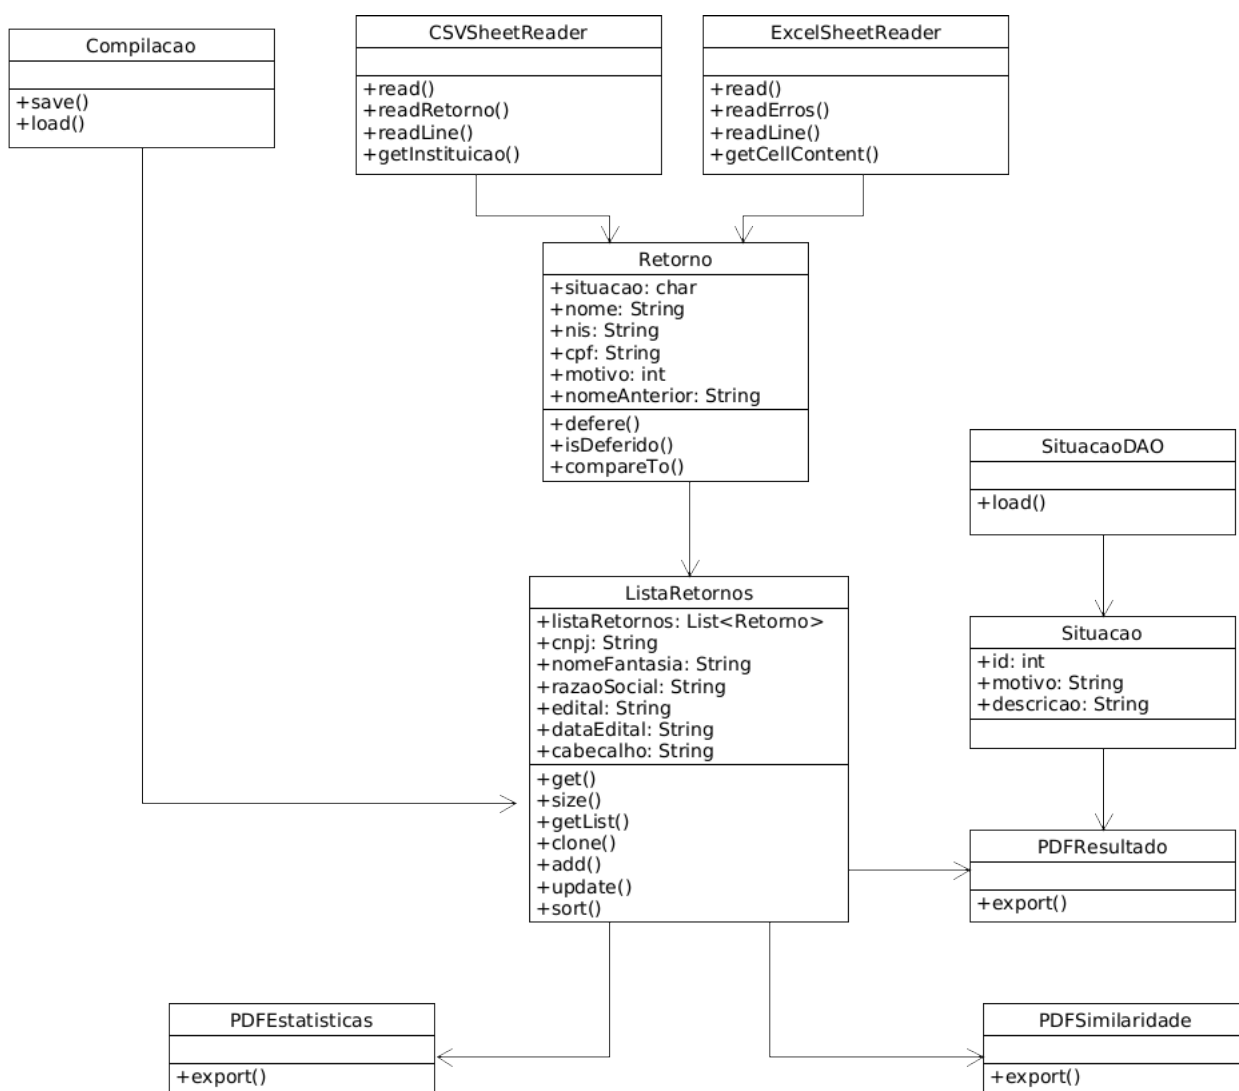 Compilacao
+save()
+load()
CSVSheetReader
+read()
+readRetorno()
+readLine()
+getInstituicao()
ExcelSheetReader
+read()
+readErros()
+readLine()
+getCellContent()
Retorno
+situacao: char
+nome: String
+nis: String
+cpf: String
+motivo: int
+nomeAnterior: String
+defere()
+isDeferido()
+compareTo()
SituacaoDAO
+load()
ListaRetornos
+listaRetornos: List<Retorno>
+cnpj: String
+nomeFantasia: String
+razaoSocial: String
+edital: String
+dataEdital: String
+cabecalho: String
+get()
+size()
+getList()
+clone()
+add()
+update()
+sort()
Situacao
+id: int
+motivo: String
+descricao: String
PDFResultado
+export()
PDFEstatisticas
+export()
PDFSimilaridade
+export()